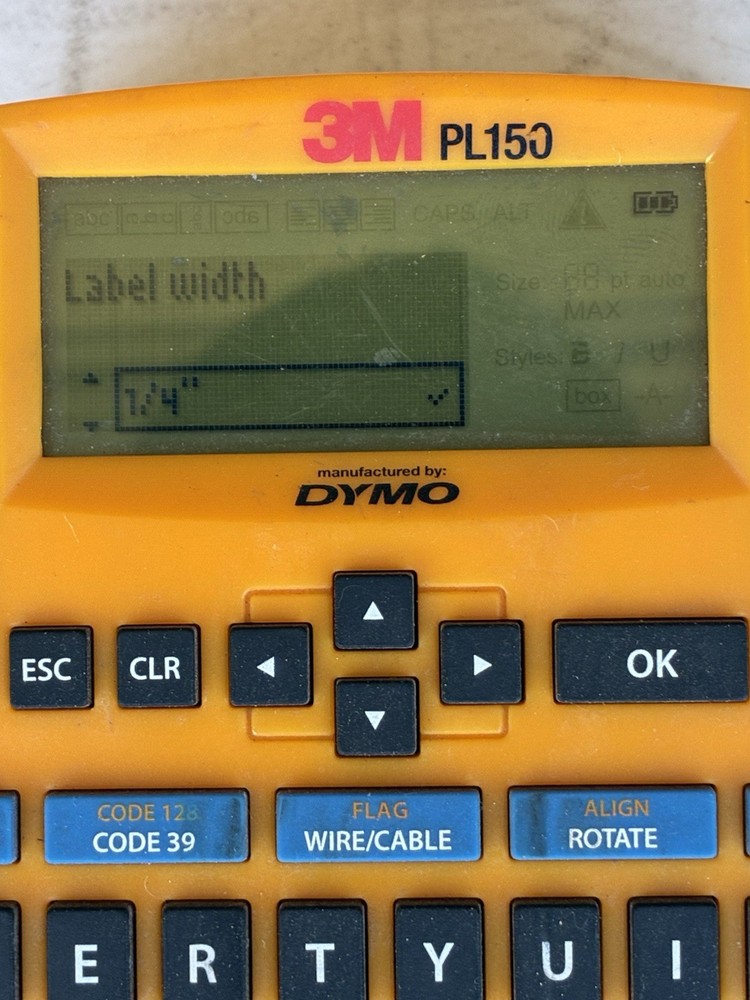 3M PL150
abc CAPS ALT
Label width
Size: 88 pt auto
MAX
1/4" ✓
Styles: B I U
box -A-
manufactured by:
DYMO
ESC CLR ◀ ▲ ▼ ▶ OK
CODE 128 FLAG ALIGN
CODE 39 WIRE/CABLE ROTATE
E R T Y U I